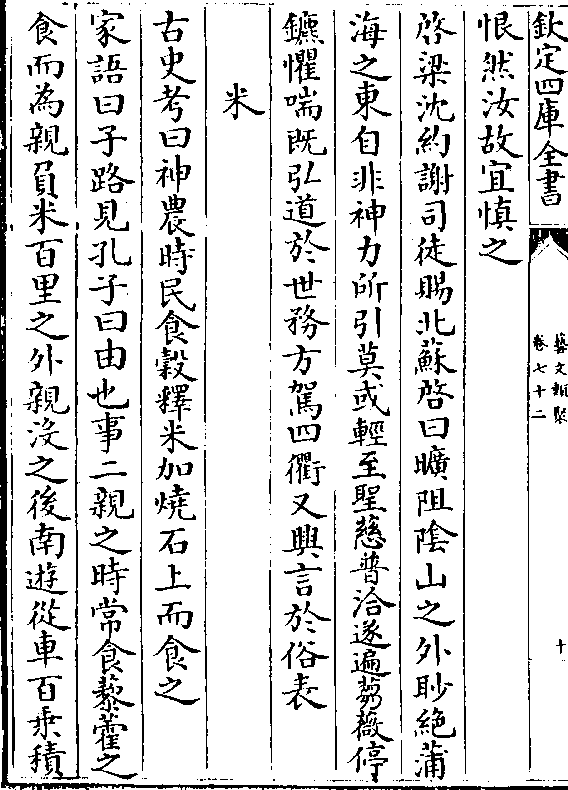 欽定四庫全書
藝文類聚
卷七十二
十
恨然汝故宜慎之
啓梁沈約謝司徒賜北蘇啓曰曠阻陰山之外眇絶蒲
海之東自非神力所引莫或輕至聖慈普洽遂遍蒭薇停
鑣懼喘既弘道於世務方駕四衢又興言於俗表
米
古史考曰神農時民食穀釋米加燒石上而食之
家語曰子路見孔子曰由也事二親之時常食藜藿之
食而為親負米百里之外親没之後南遊從車百乗積